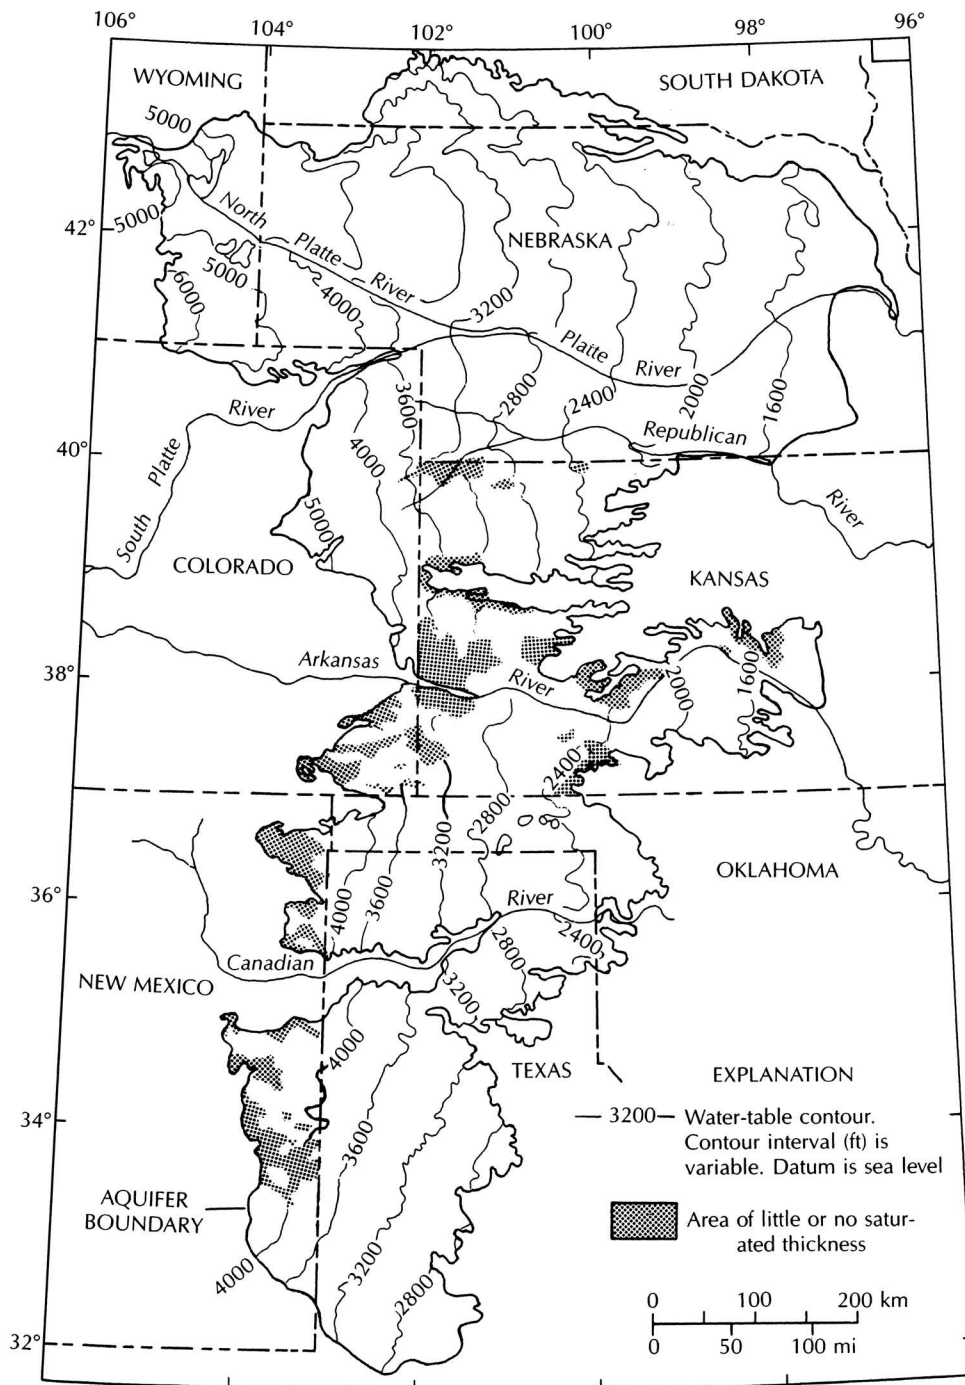 106°
104°
102°
100°
98°
96°
WYOMING
SOUTH DAKOTA
5000
5000
42°
North
Platte
River
NEBRASKA
5000
6000
4000
3200
Platte
River
2800
2400
2000
1600
3600
River
Republican
4000
40°
Platte
South
5000
River
COLORADO
KANSAS
Arkansas
River
38°
2000
1600
2400
2800
3200
OKLAHOMA
36°
4000
3600
River
2400
2800
Canadian
3200
NEW MEXICO
4000
TEXAS
EXPLANATION
34°
3600
3200
Water-table contour.
Contour interval (ft) is
variable. Datum is sea level
AQUIFER
BOUNDARY
Area of little or no satur-
ated thickness
4000
3200
2800
0 100 200 km
32°
0 50 100 mi